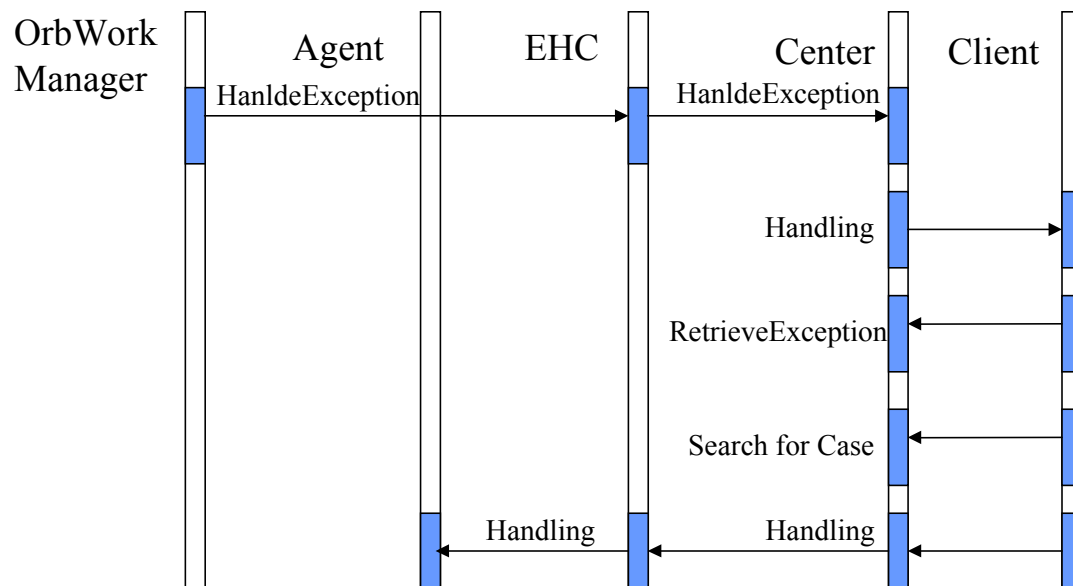 OrbWork
Manager
Agent
EHC
Center
Client
HanldeException
HanldeException
Handling
RetrieveException
Search for Case
Handling
Handling